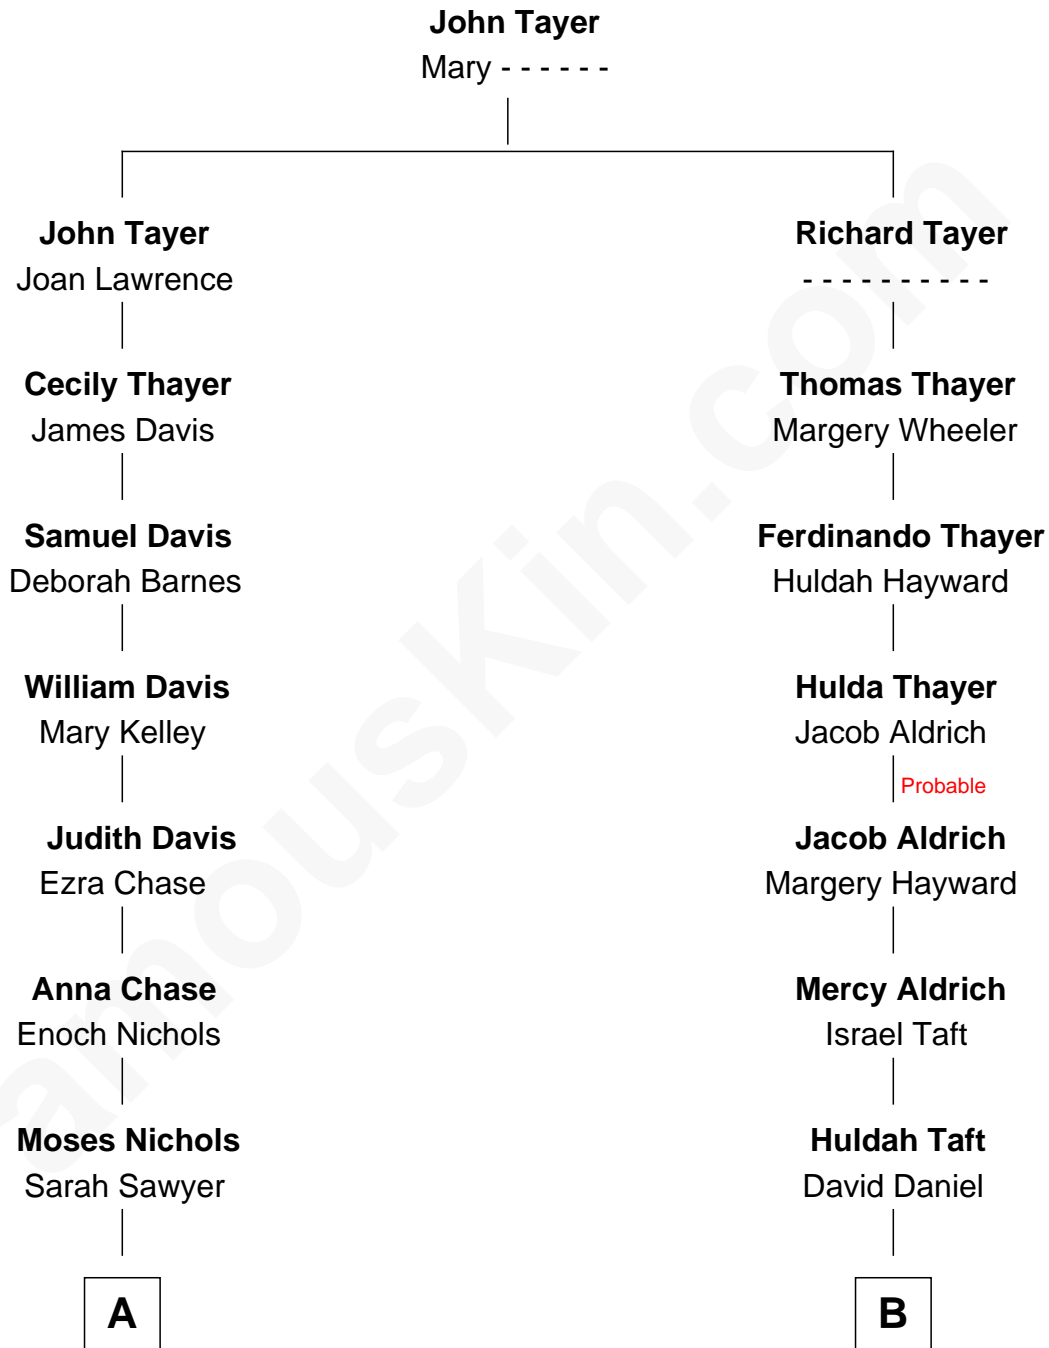 John Tayer
Mary - - - - - -
John Tayer
Joan Lawrence
Richard Tayer
- - - - - - - - - -
Cecily Thayer
James Davis
Thomas Thayer
Margery Wheeler
Samuel Davis
Deborah Barnes
Ferdinando Thayer
Huldah Hayward
William Davis
Mary Kelley
Hulda Thayer
Jacob Aldrich
Probable
Judith Davis
Ezra Chase
Jacob Aldrich
Margery Hayward
Anna Chase
Enoch Nichols
Mercy Aldrich
Israel Taft
Moses Nichols
Sarah Sawyer
Huldah Taft
David Daniel
A
B
amousKin.com